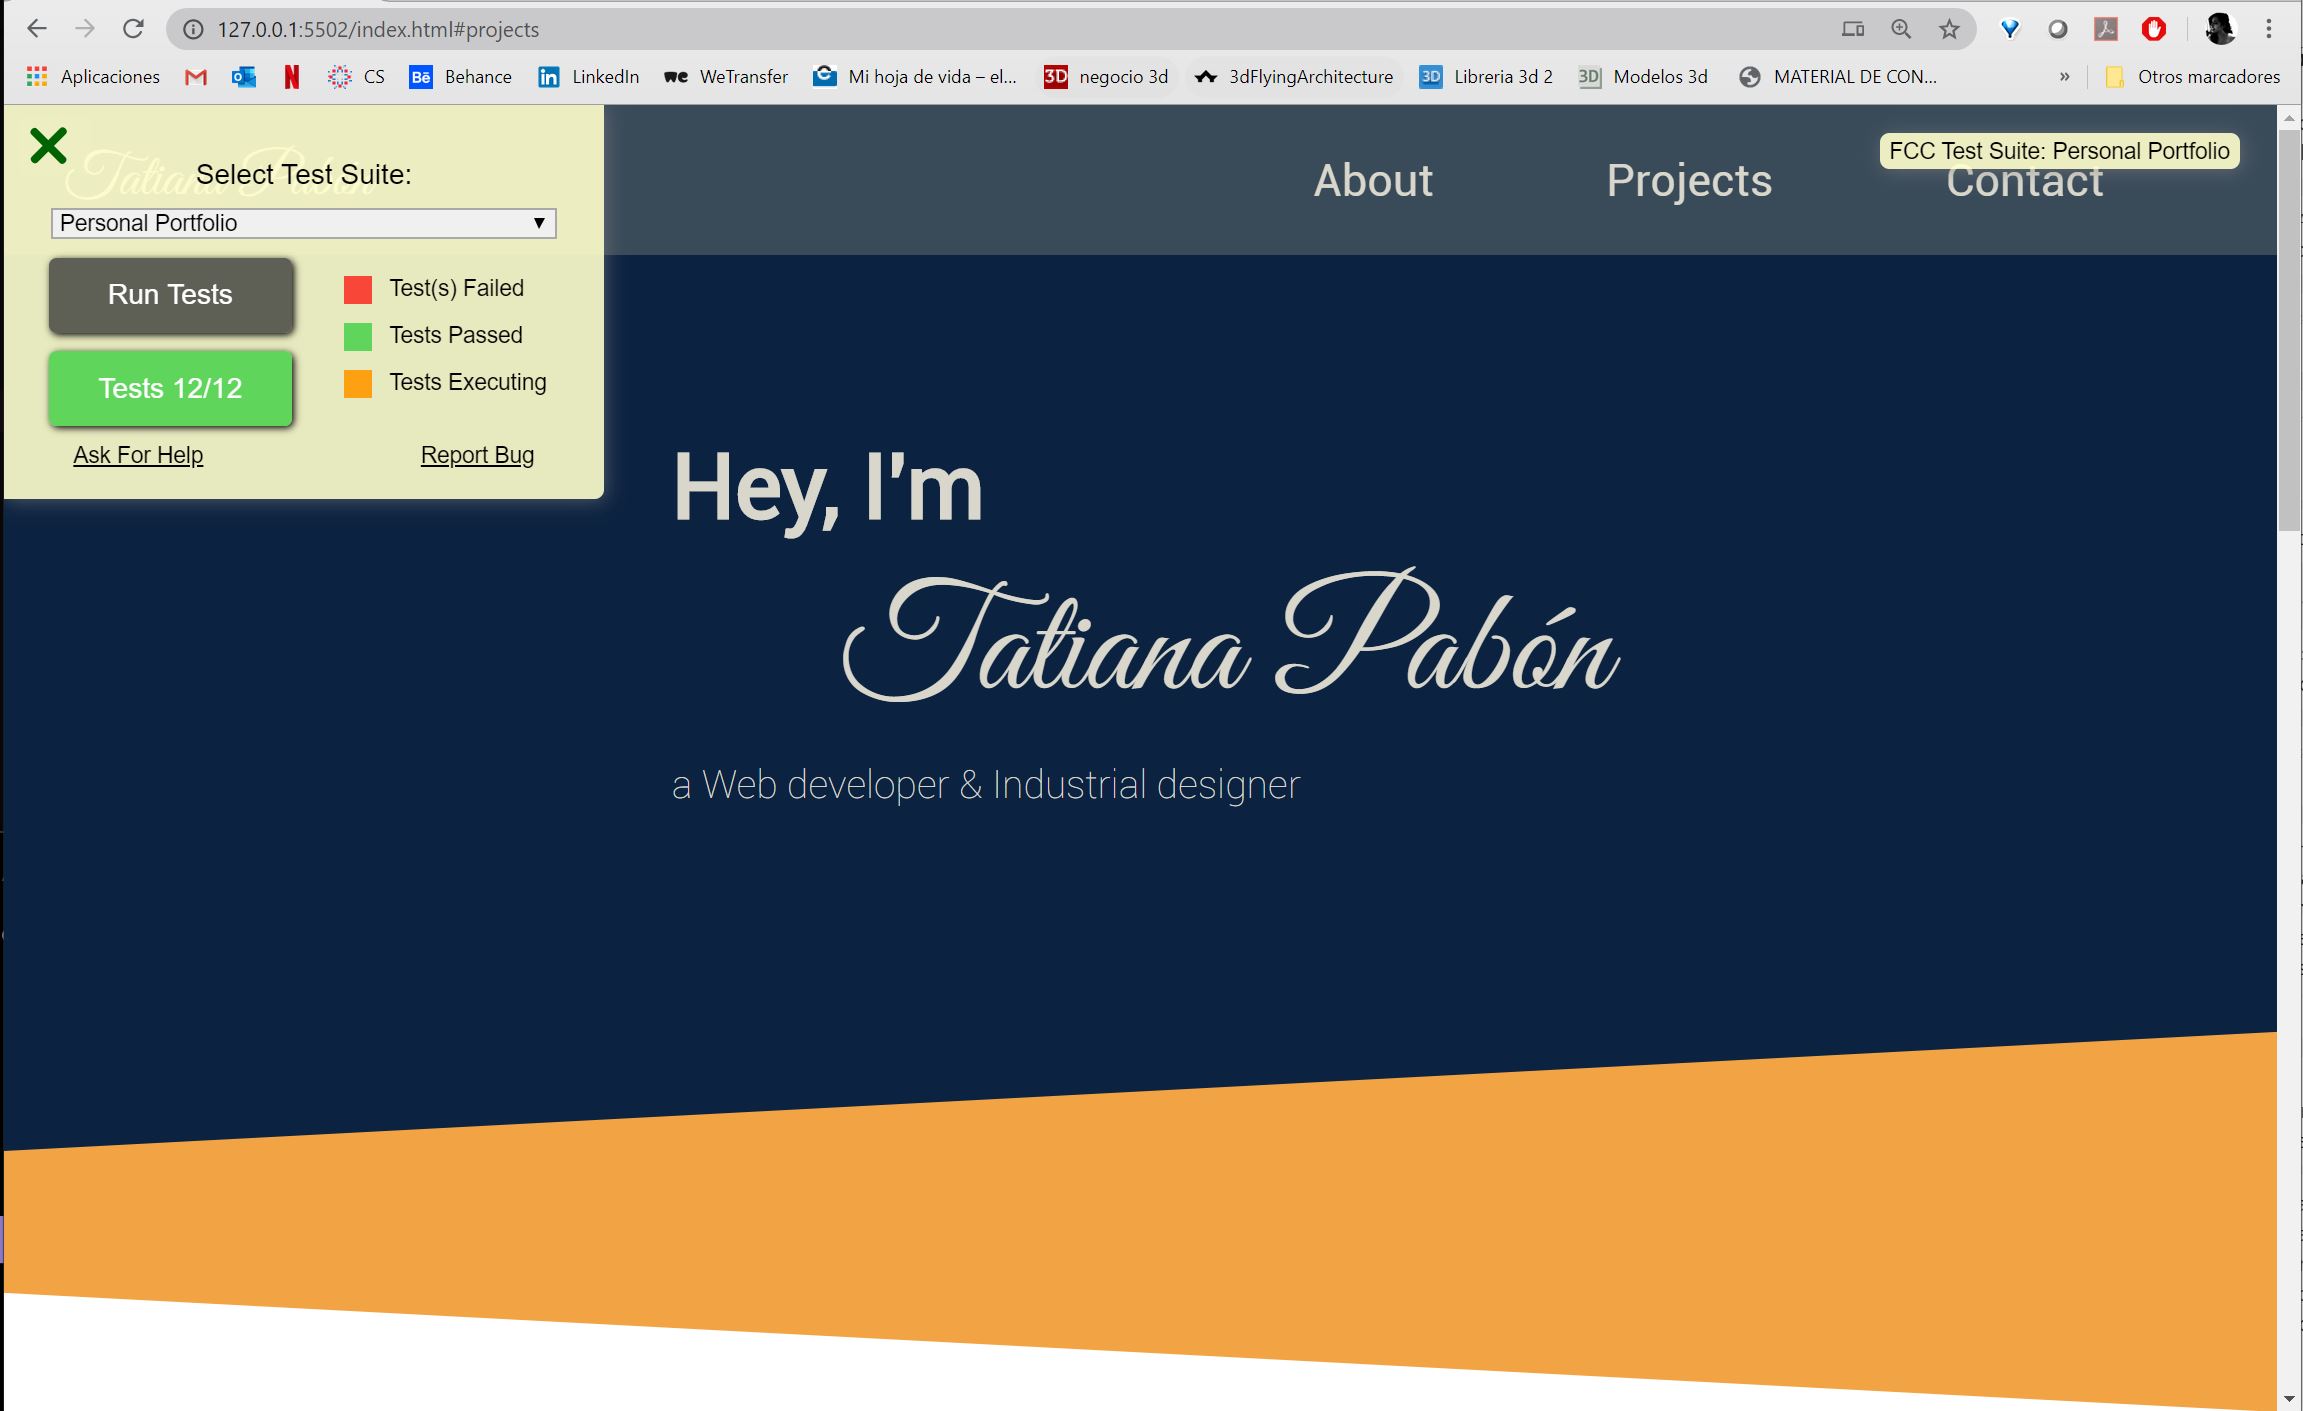 127.0.0.1:5502/index.html#projects
Aplicaciones CS Behance LinkedIn WeTransfer Mi hoja de vida – el... negocio 3d 3dFlyingArchitecture Libreria 3d 2 Modelos 3d MATERIAL DE CON... » Otros marcadores
FCC Test Suite: Personal Portfolio
Tatiana Pabón
About Projects Contact
Select Test Suite:
Personal Portfolio
Run Tests
Tests 12/12
Test(s) Failed
Tests Passed
Tests Executing
Ask For Help Report Bug
Hey, I'm
Tatiana Pabón
a Web developer & Industrial designer